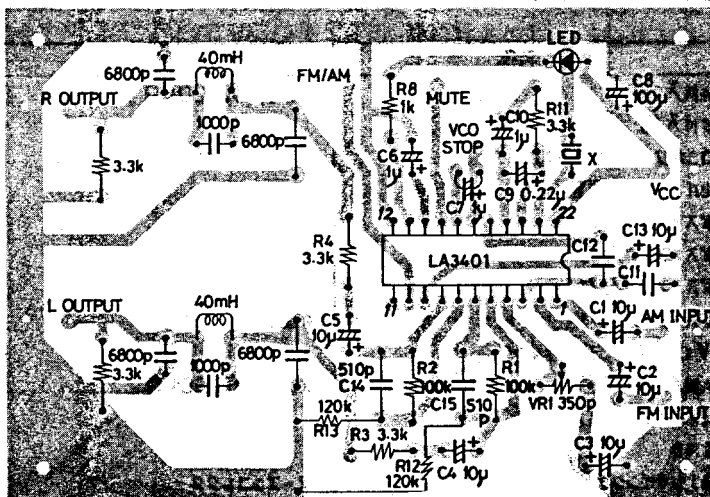 LED
40mH
6800p
FM/AM
R8
1k
MUTE
C10
1µ
R11
3.3k
C8
100µ
R OUTPUT
1000p
6800p
VCO
STOP
3.3k
C6
1µ
C7 1µ
C9 0.22µ
X
VCC
12
22
R4
3.3k
LA3401
C12
C13 10µ
C11
11
1
L OUTPUT
40mH
C5
10µ
C1 10µ
AM INPUT
6800p
3.3k
1000p
6800p
510p
C14
R2
100k
C15
510
P
R1
100k
VR1 350p
C2
10µ
FM INPUT
120k
R13
R3 3.3k
R12
120k
C4 10µ
C3 10µ